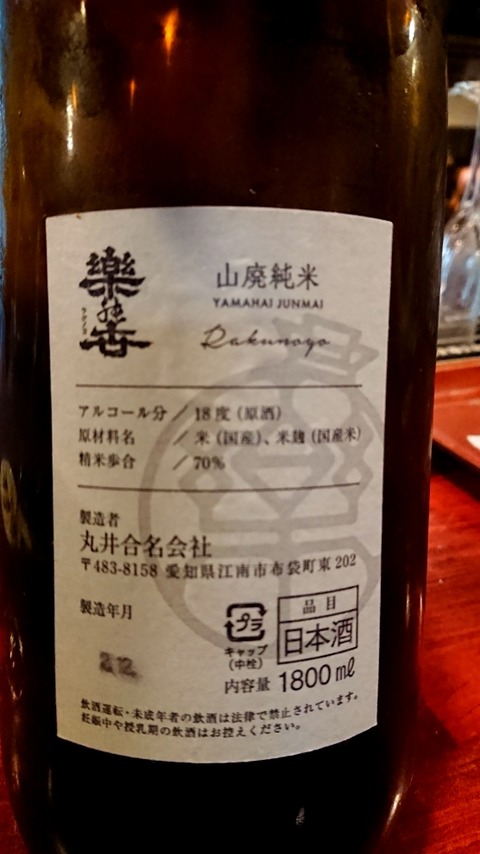 樂の世
ラクノヨ
山廃純米
YAMAHAI JUNMAI
Rakunoyo
アルコール分 / 18度 (原酒)
原材料名 / 米 (国産)、米麹 (国産米)
精米歩合 / 70%
製造者
丸井合名会社
〒483-8158 愛知県江南市布袋町東 202
製造年月
プラ
キャップ
(中栓)
品目
日本酒
内容量 1800㎖
飲酒運転・未成年者の飲酒は法律で禁止されています。
妊娠中や授乳期の飲酒はお控えください。